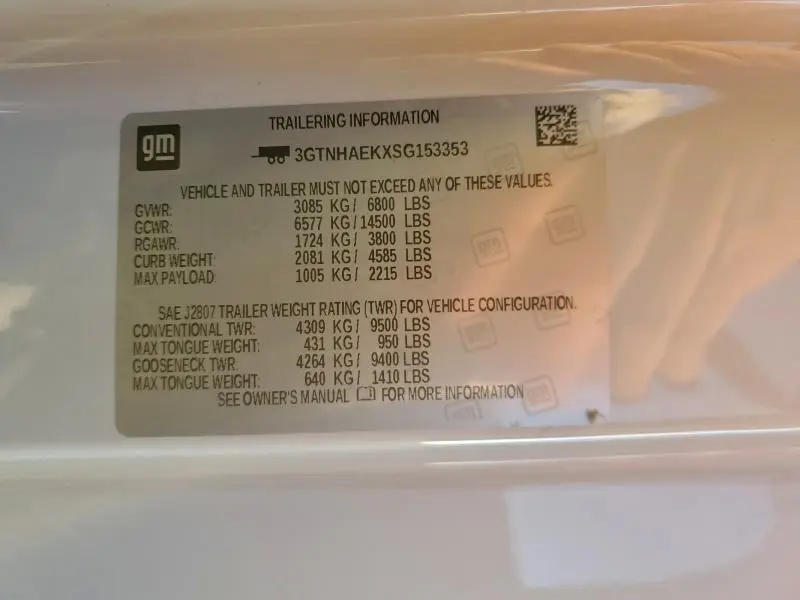 gm
TRAILERING INFORMATION
3GTNHAEKXSG153353
VEHICLE AND TRAILER MUST NOT EXCEED ANY OF THESE VALUES.
GVWR: 3085 KG/ 6800 LBS
GCWR: 6577 KG/14500 LBS
RGAWR: 1724 KG/ 3800 LBS
CURB WEIGHT: 2081 KG/ 4585 LBS
MAX PAYLOAD: 1005 KG/ 2215 LBS
SAE J2807 TRAILER WEIGHT RATING (TWR) FOR VEHICLE CONFIGURATION.
CONVENTIONAL TWR: 4309 KG/ 9500 LBS
MAX TONGUE WEIGHT: 431 KG/ 950 LBS
GOOSENECK TWR: 4264 KG/ 9400 LBS
MAX TONGUE WEIGHT: 640 KG/ 1410 LBS
SEE OWNER'S MANUAL FOR MORE INFORMATION